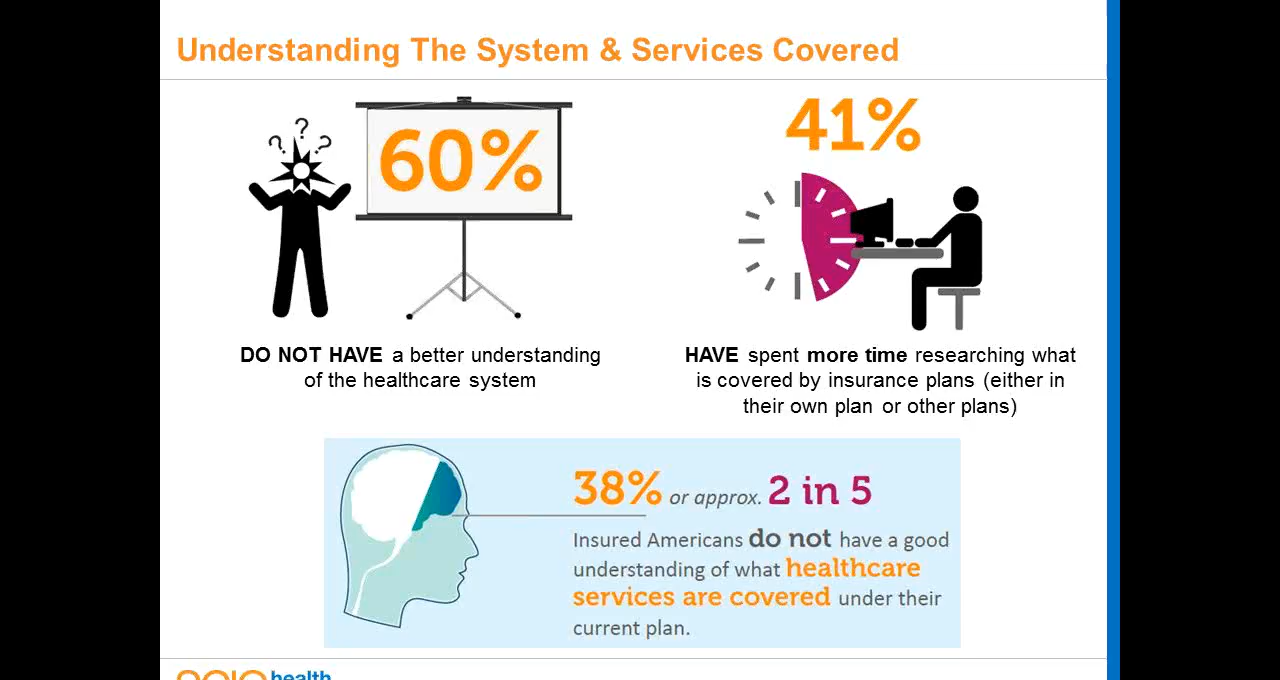 Understanding The System & Services Covered
? ? ?
60%
41%
DO NOT HAVE a better understanding
of the healthcare system
HAVE spent more time researching what
is covered by insurance plans (either in
their own plan or other plans)
38% or approx. 2 in 5
Insured Americans do not have a good
understanding of what healthcare
services are covered under their
current plan.
health